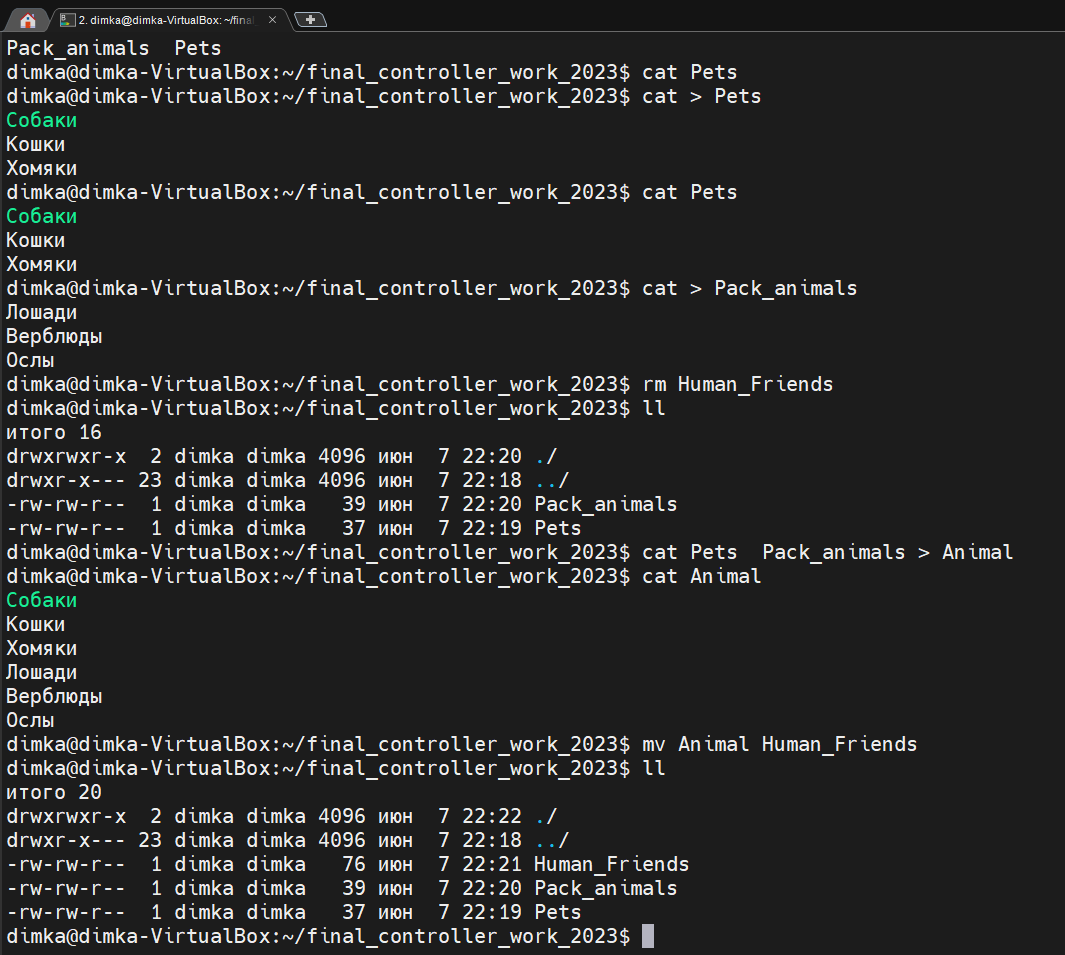 2. dimka@dimka-VirtualBox: ~/final
Pack_animals  Pets
dimka@dimka-VirtualBox:~/final_controller_work_2023$ cat Pets
dimka@dimka-VirtualBox:~/final_controller_work_2023$ cat > Pets
Собаки
Кошки
Хомяки
dimka@dimka-VirtualBox:~/final_controller_work_2023$ cat Pets
Собаки
Кошки
Хомяки
dimka@dimka-VirtualBox:~/final_controller_work_2023$ cat > Pack_animals
Лошади
Верблюды
Ослы
dimka@dimka-VirtualBox:~/final_controller_work_2023$ rm Human_Friends
dimka@dimka-VirtualBox:~/final_controller_work_2023$ ll
итого 16
drwxrwxr-x  2 dimka dimka 4096 июн  7 22:20 ./
drwxr-x--- 23 dimka dimka 4096 июн  7 22:18 ../
-rw-rw-r--  1 dimka dimka   39 июн  7 22:20 Pack_animals
-rw-rw-r--  1 dimka dimka   37 июн  7 22:19 Pets
dimka@dimka-VirtualBox:~/final_controller_work_2023$ cat Pets  Pack_animals > Animal
dimka@dimka-VirtualBox:~/final_controller_work_2023$ cat Animal
Собаки
Кошки
Хомяки
Лошади
Верблюды
Ослы
dimka@dimka-VirtualBox:~/final_controller_work_2023$ mv Animal Human_Friends
dimka@dimka-VirtualBox:~/final_controller_work_2023$ ll
итого 20
drwxrwxr-x  2 dimka dimka 4096 июн  7 22:22 ./
drwxr-x--- 23 dimka dimka 4096 июн  7 22:18 ../
-rw-rw-r--  1 dimka dimka   76 июн  7 22:21 Human_Friends
-rw-rw-r--  1 dimka dimka   39 июн  7 22:20 Pack_animals
-rw-rw-r--  1 dimka dimka   37 июн  7 22:19 Pets
dimka@dimka-VirtualBox:~/final_controller_work_2023$